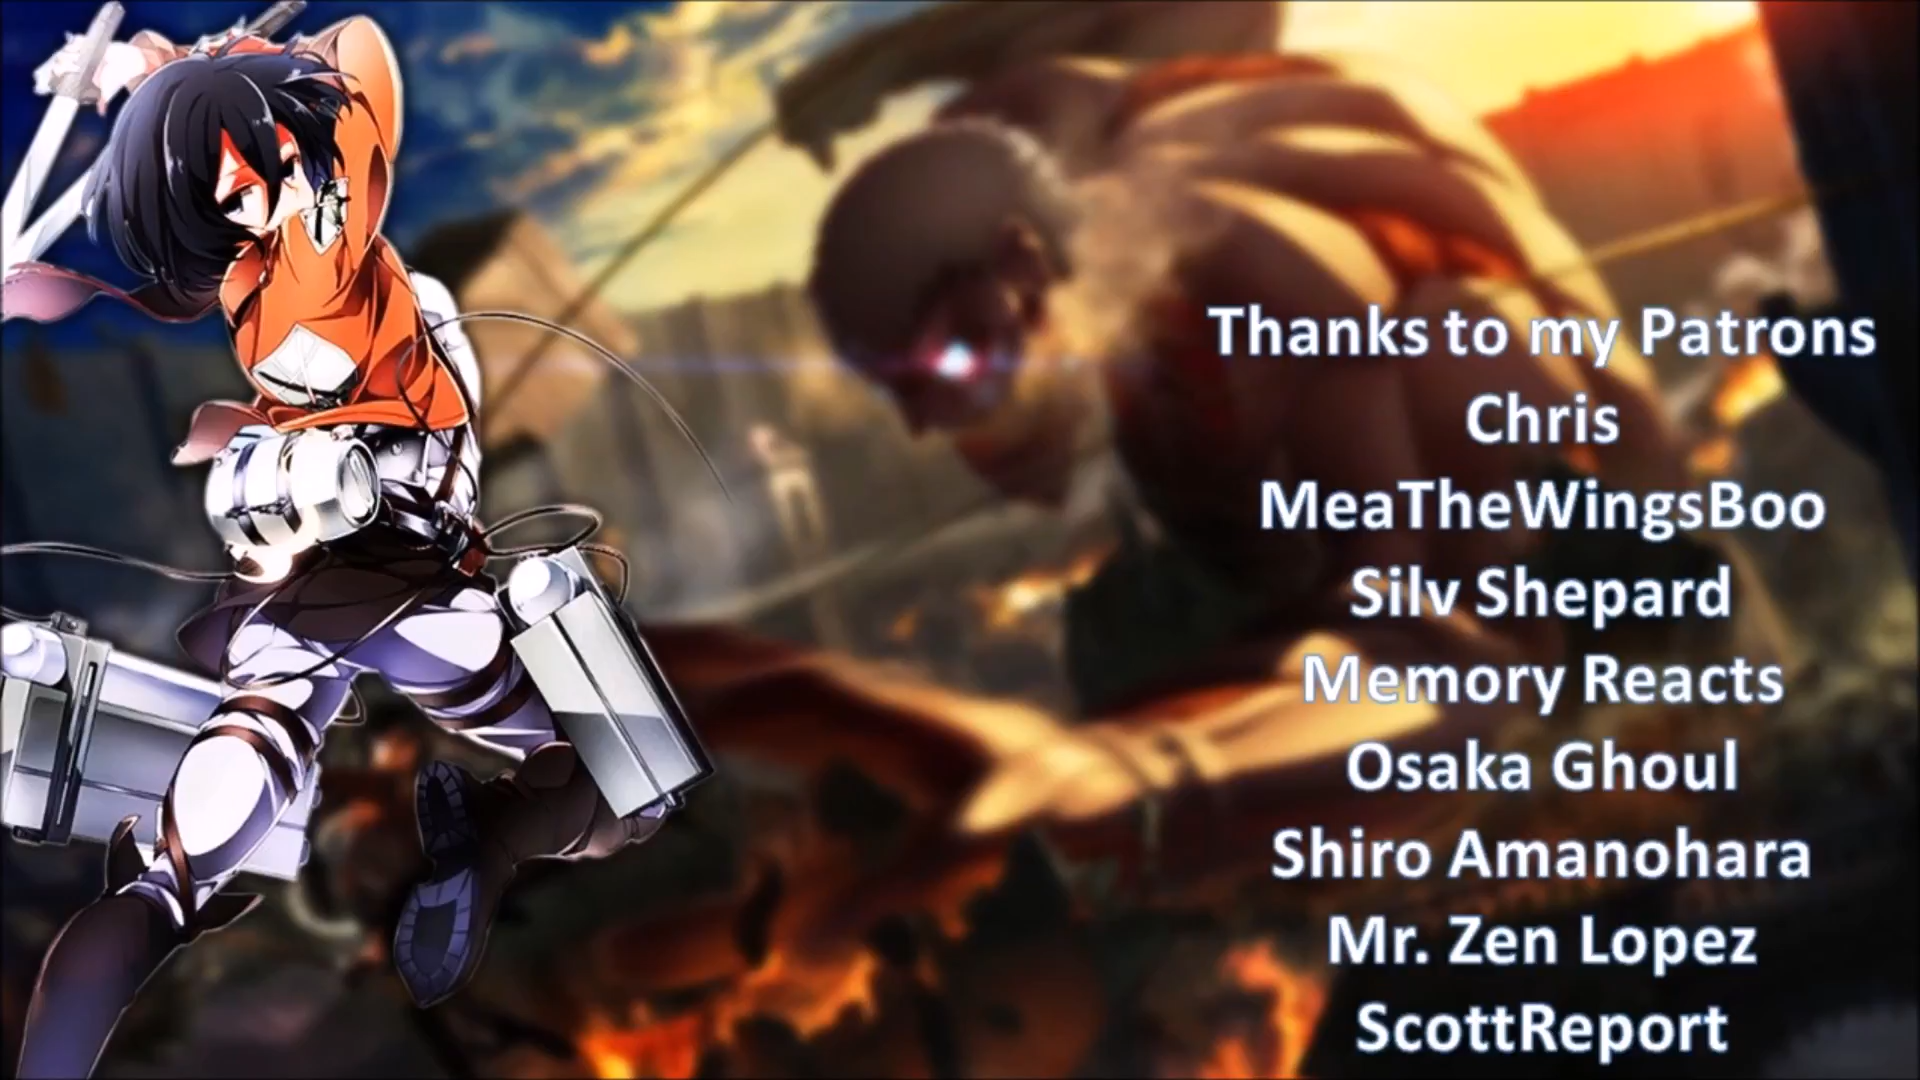 Thanks to my Patrons
Chris
MeaTheWingsBoo
Silv Shepard
Memory Reacts
Osaka Ghoul
Shiro Amanohara
Mr. Zen Lopez
ScottReport